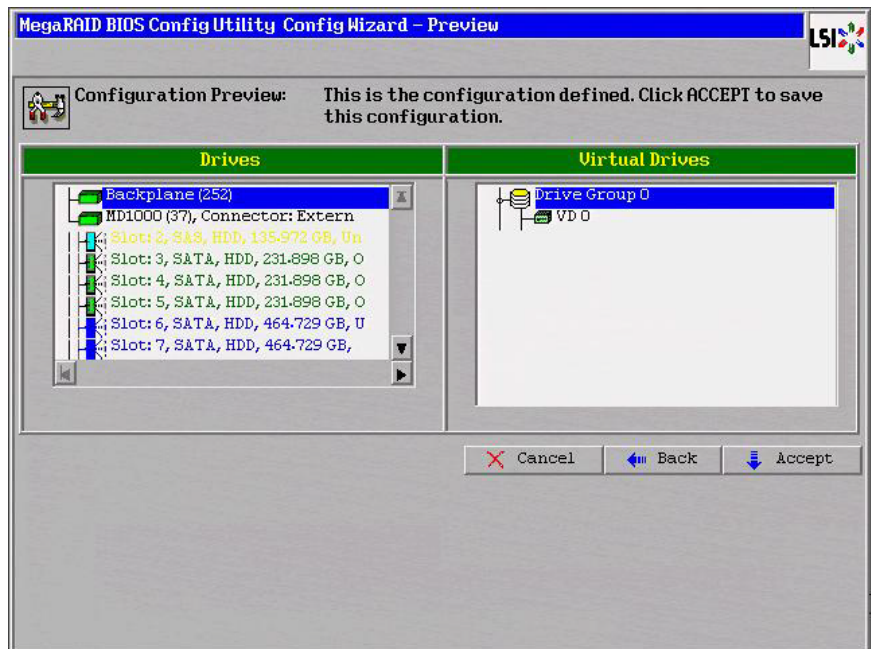 MegaRAID BIOS Config Utility Config Wizard - Preview
LSI
Configuration Preview: This is the configuration defined. Click ACCEPT to save
this configuration.
Drives
Backplane (252)
MD1000 (37), Connector: Extern
Slot: 2, SAS, HDD, 135.972 GB, Un
Slot: 3, SATA, HDD, 231.898 GB, O
Slot: 4, SATA, HDD, 231.898 GB, O
Slot: 5, SATA, HDD, 231.898 GB, O
Slot: 6, SATA, HDD, 464.729 GB, U
Slot: 7, SATA, HDD, 464.729 GB,
Virtual Drives
Drive Group 0
VD 0
Cancel
Back
Accept